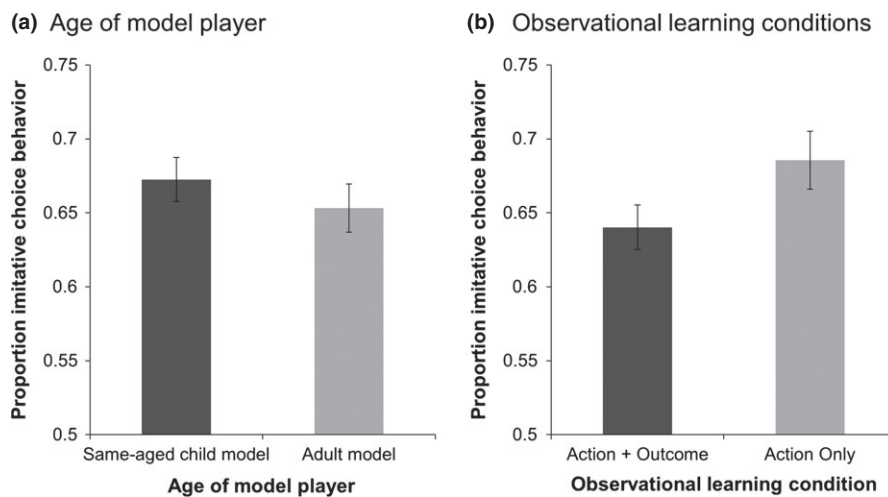 (a) Age of model player
Proportion imitative choice behavior
0.75
0.7
0.65
0.6
0.55
0.5
Same-aged child model
Adult model
Age of model player
(b) Observational learning conditions
Proportion imitative choice behavior
0.75
0.7
0.65
0.6
0.55
0.5
Action + Outcome
Action Only
Observational learning condition